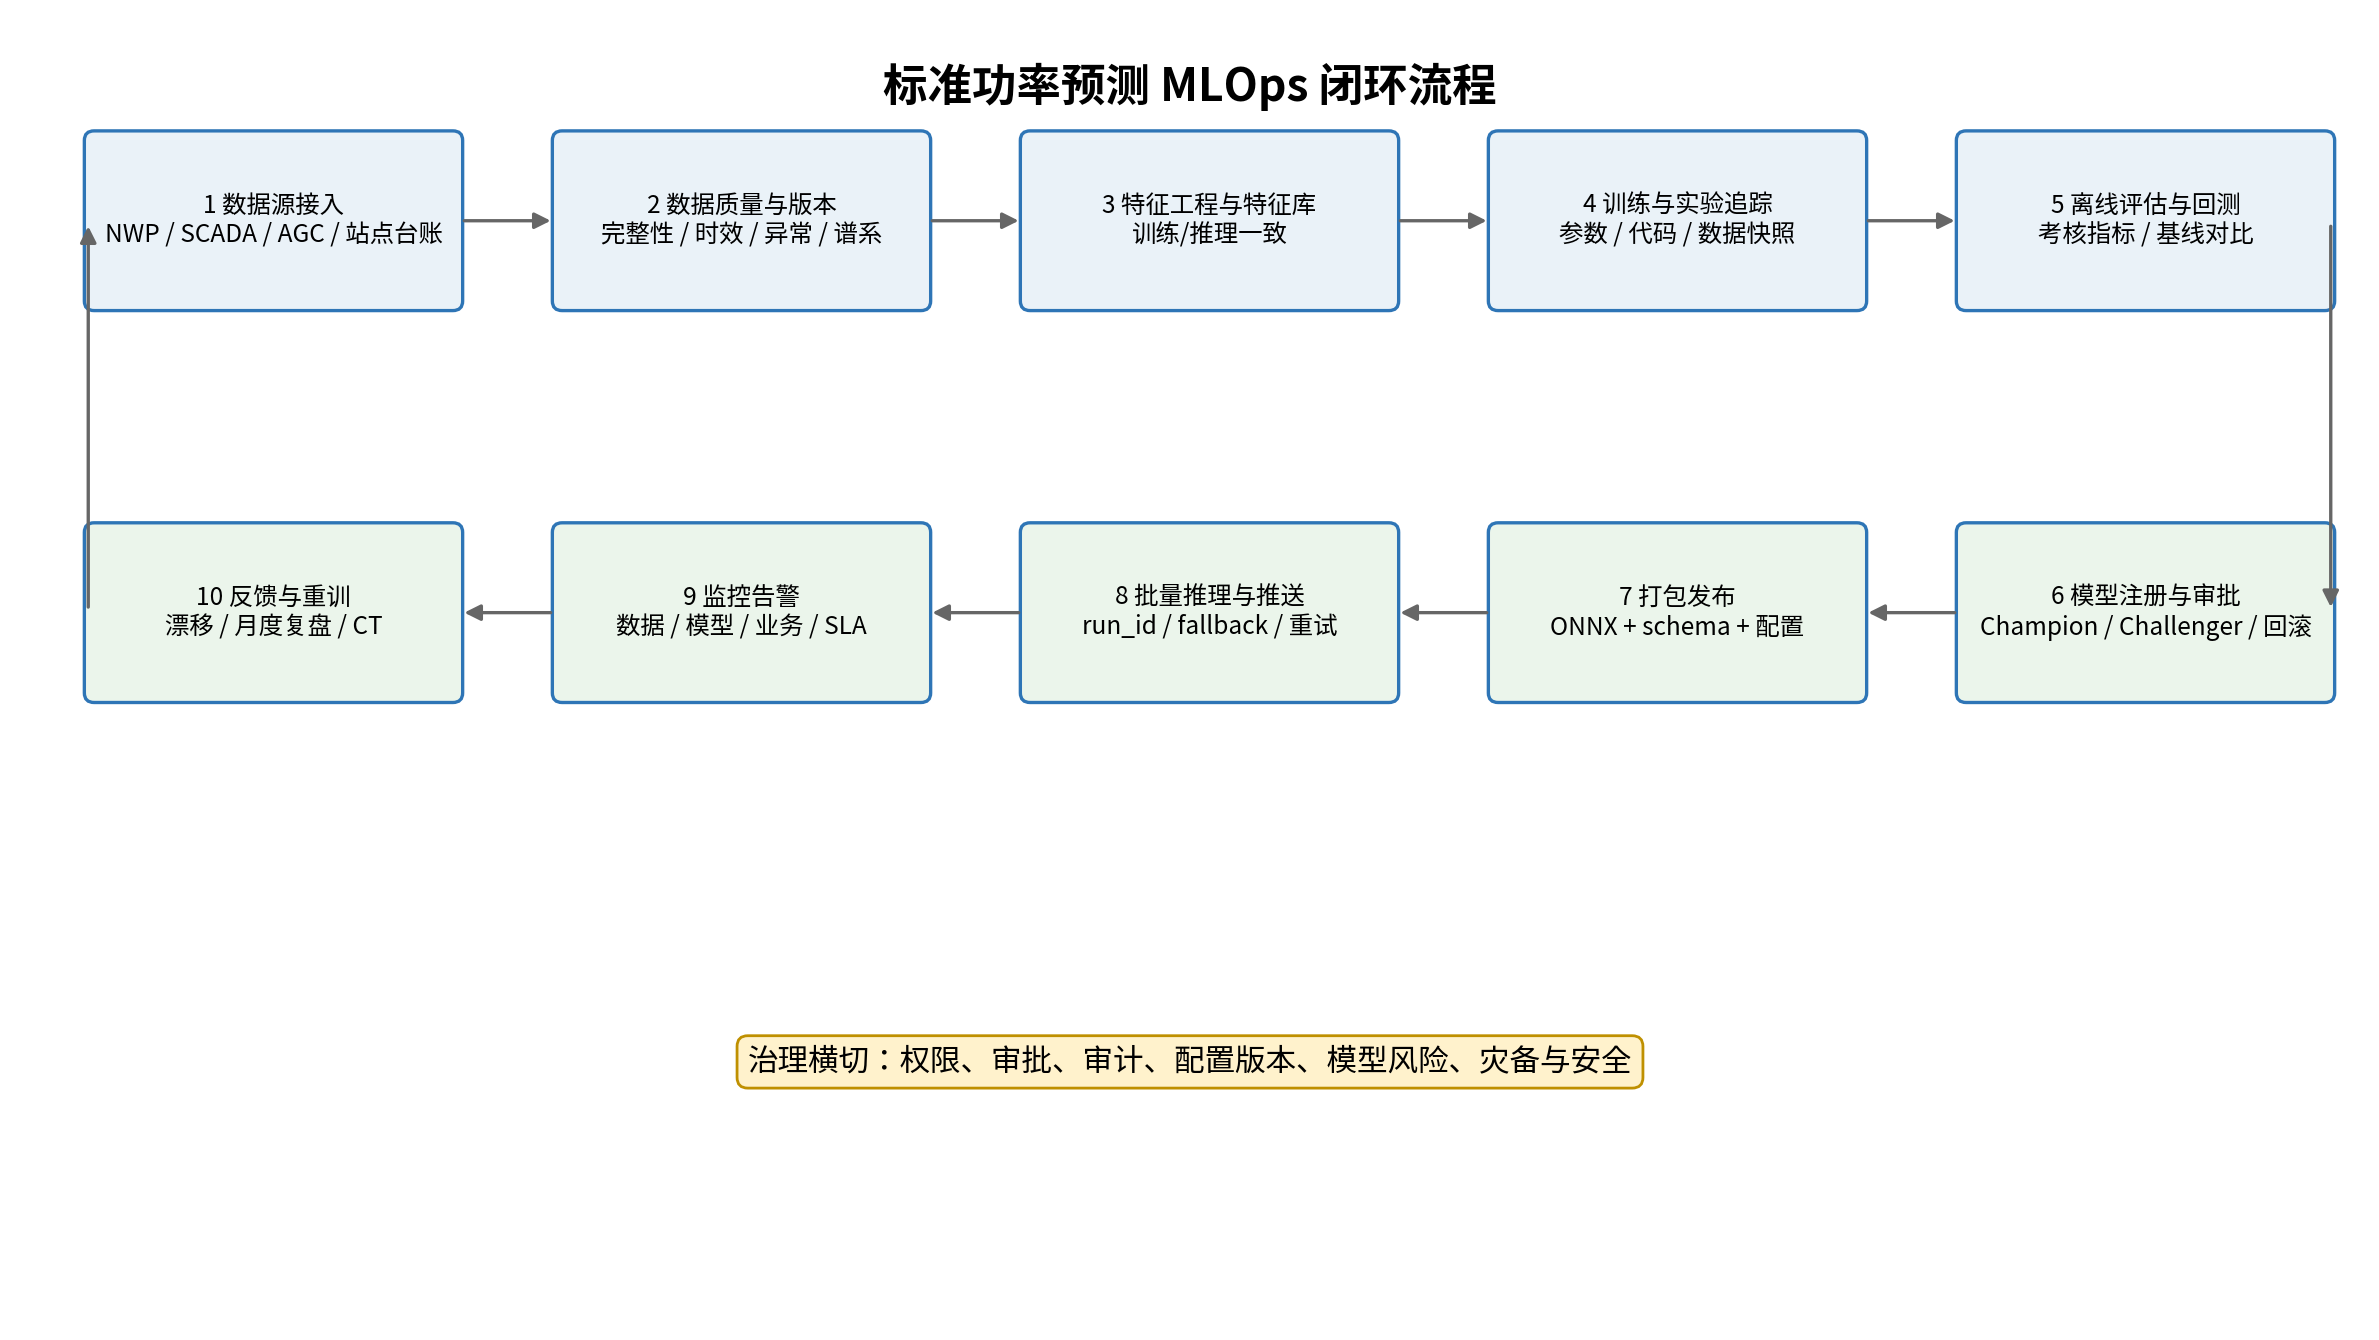 标准功率预测 MLOps 闭环流程
1 数据源接入
NWP / SCADA / AGC / 站点台账
2 数据质量与版本
完整性 / 时效 / 异常 / 谱系
3 特征工程与特征库
训练/推理一致
4 训练与实验追踪
参数 / 代码 / 数据快照
5 离线评估与回测
考核指标 / 基线对比
10 反馈与重训
漂移 / 月度复盘 / CT
9 监控告警
数据 / 模型 / 业务 / SLA
8 批量推理与推送
run_id / fallback / 重试
7 打包发布
ONNX + schema + 配置
6 模型注册与审批
Champion / Challenger / 回滚
治理横切：权限、审批、审计、配置版本、模型风险、灾备与安全